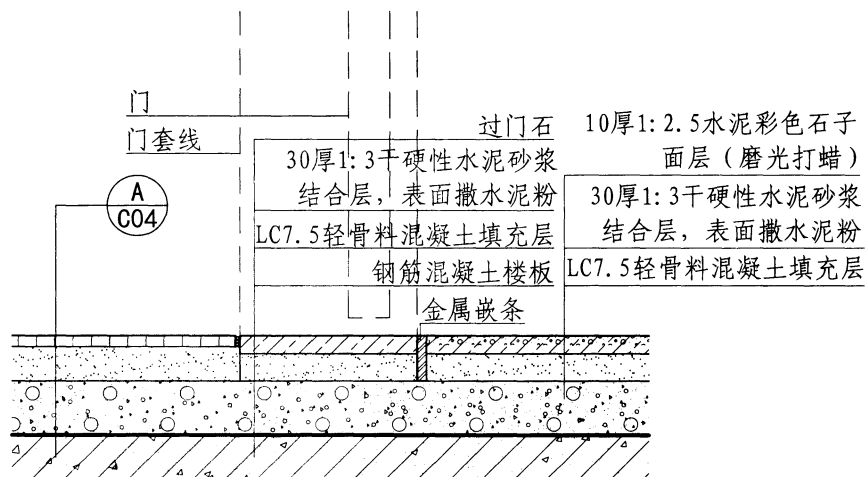 门
门套线
A
C04
过门石
30厚1:3干硬性水泥砂浆
结合层，表面撒水泥粉
LC7.5轻骨料混凝土填充层
钢筋混凝土楼板
金属嵌条
10厚1:2.5水泥彩色石子
面层（磨光打蜡）
30厚1:3干硬性水泥砂浆
结合层，表面撒水泥粉
LC7.5轻骨料混凝土填充层